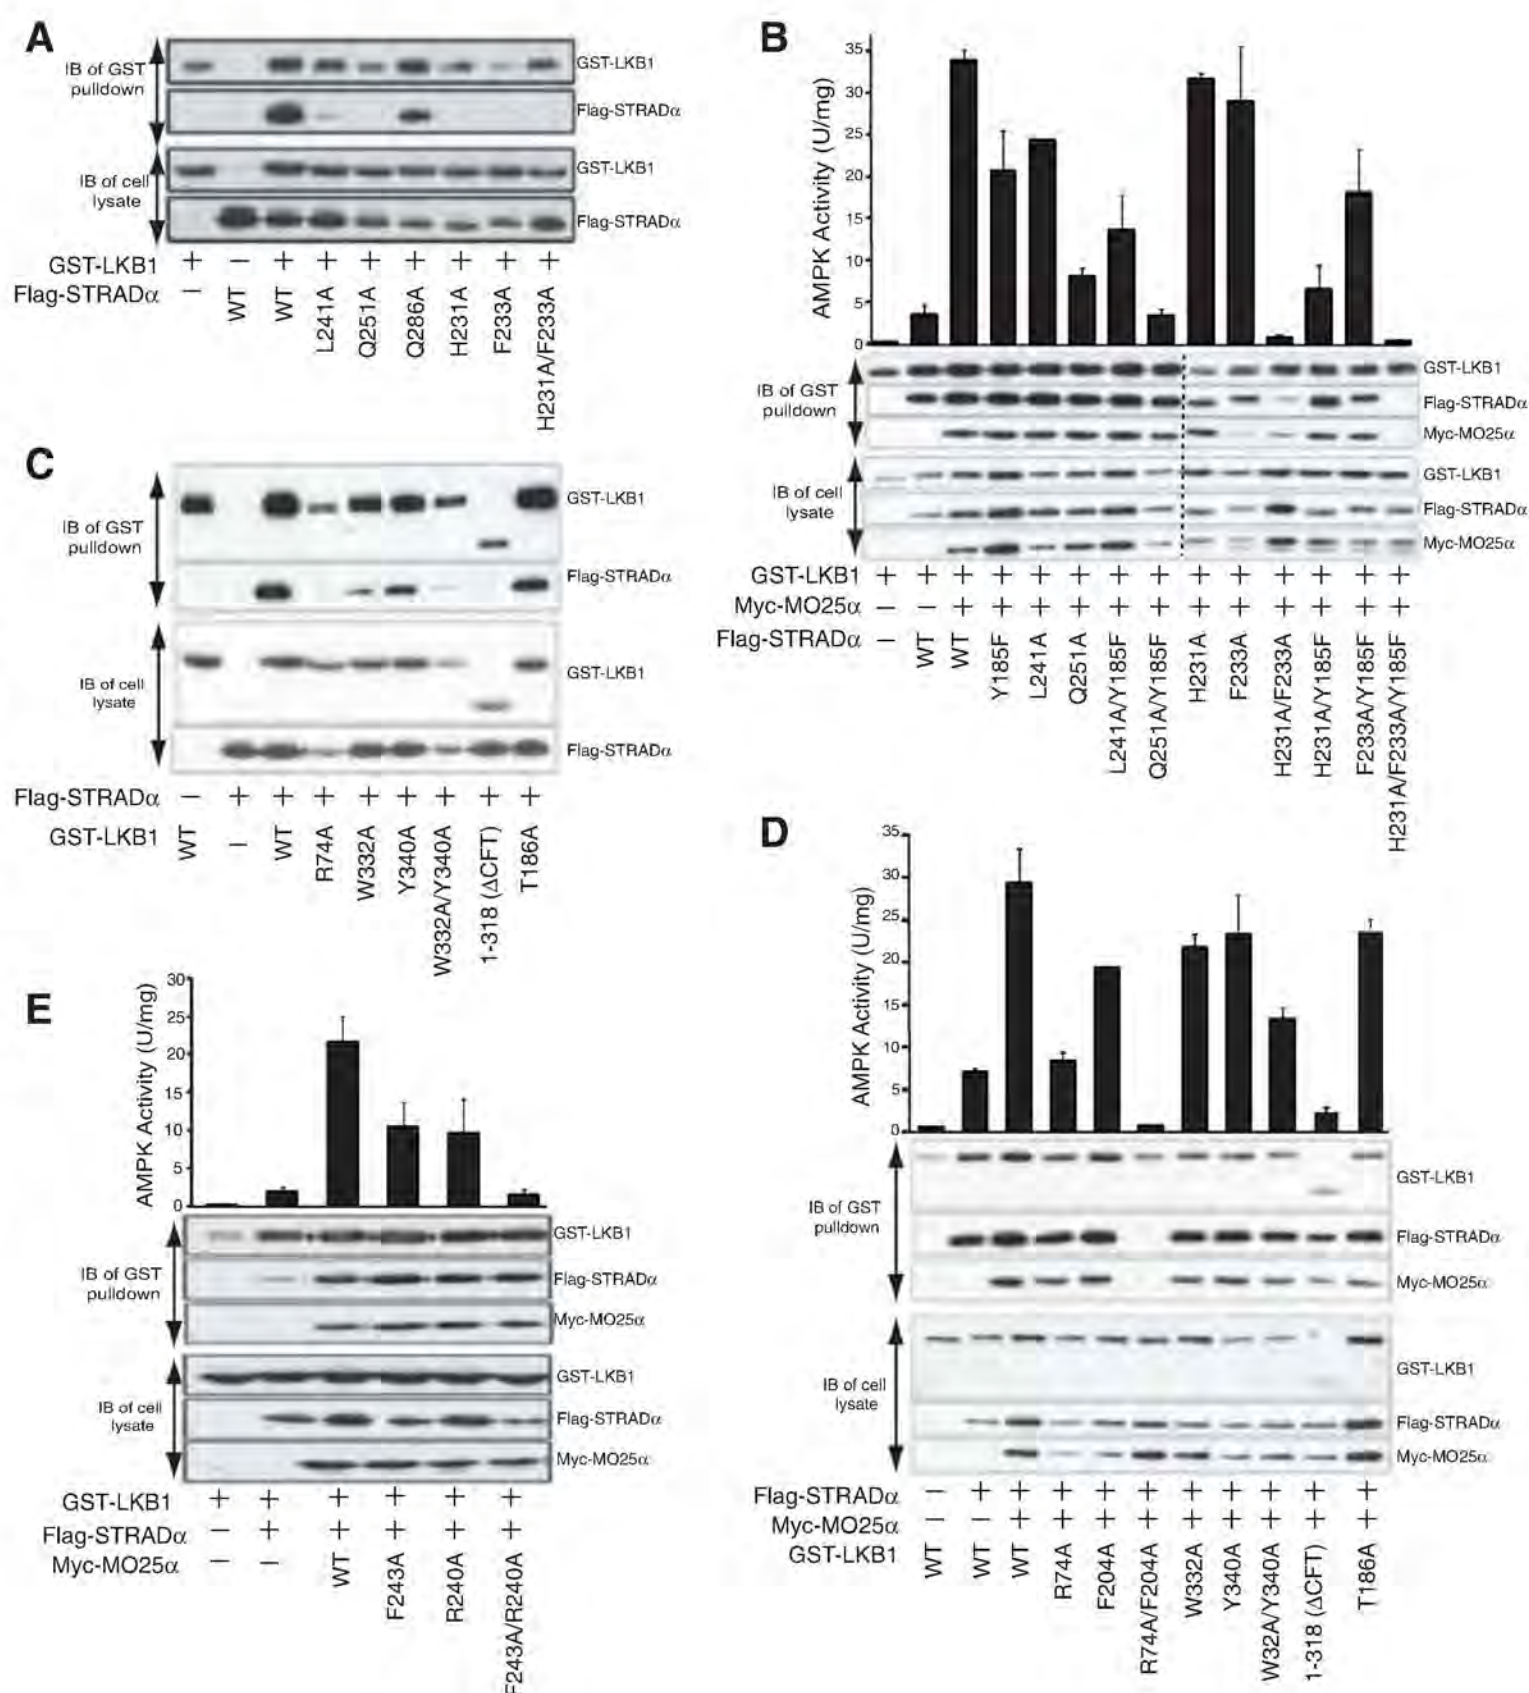 A
IB of GST
pulldown
GST-LKB1
Flag-STRADα
IB of cell
lysate
GST-LKB1
Flag-STRADα
GST-LKB1 + – + + + + + + +
Flag-STRADα – WT WT L241A Q251A Q286A H231A F233A H231A/F233A
B
AMPK Activity (U/mg)
35
30
25
20
15
10
5
0
IB of GST
pulldown
GST-LKB1
Flag-STRADα
Myc-MO25α
IB of cell
lysate
GST-LKB1
Flag-STRADα
Myc-MO25α
GST-LKB1 + + + + + + + + + + + + + +
Myc-MO25α – – + + + + + + + + + + + +
Flag-STRADα – WT WT Y185F L241A Q251A L241A/Y185F Q251A/Y185F H231A F233A H231A/F233A H231A/Y185F F233A/Y185F H231A/F233A/Y185F
C
IB of GST
pulldown
GST-LKB1
Flag-STRADα
IB of cell
lysate
GST-LKB1
Flag-STRADα
Flag-STRADα – + + + + + + + +
GST-LKB1 WT – WT R74A W332A Y340A W332A/Y340A 1-318 (ΔCFT) T186A
D
AMPK Activity (U/mg)
35
30
25
20
15
10
5
0
IB of GST
pulldown
GST-LKB1
Flag-STRADα
Myc-MO25α
IB of cell
lysate
GST-LKB1
Flag-STRADα
Myc-MO25α
Flag-STRADα – + + + + + + + + + +
Myc-MO25α – – + + + + + + + + +
GST-LKB1 WT WT WT R74A F204A R74A/F204A W332A Y340A W32A/Y340A 1-318 (ΔCFT) T186A
E
AMPK Activity (U/mg)
30
25
20
15
10
5
0
IB of GST
pulldown
GST-LKB1
Flag-STRADα
Myc-MO25α
IB of cell
lysate
GST-LKB1
Flag-STRADα
Myc-MO25α
GST-LKB1 + + + + + +
Flag-STRADα – + + + + +
Myc-MO25α – – WT F243A R240A F243A/R240A